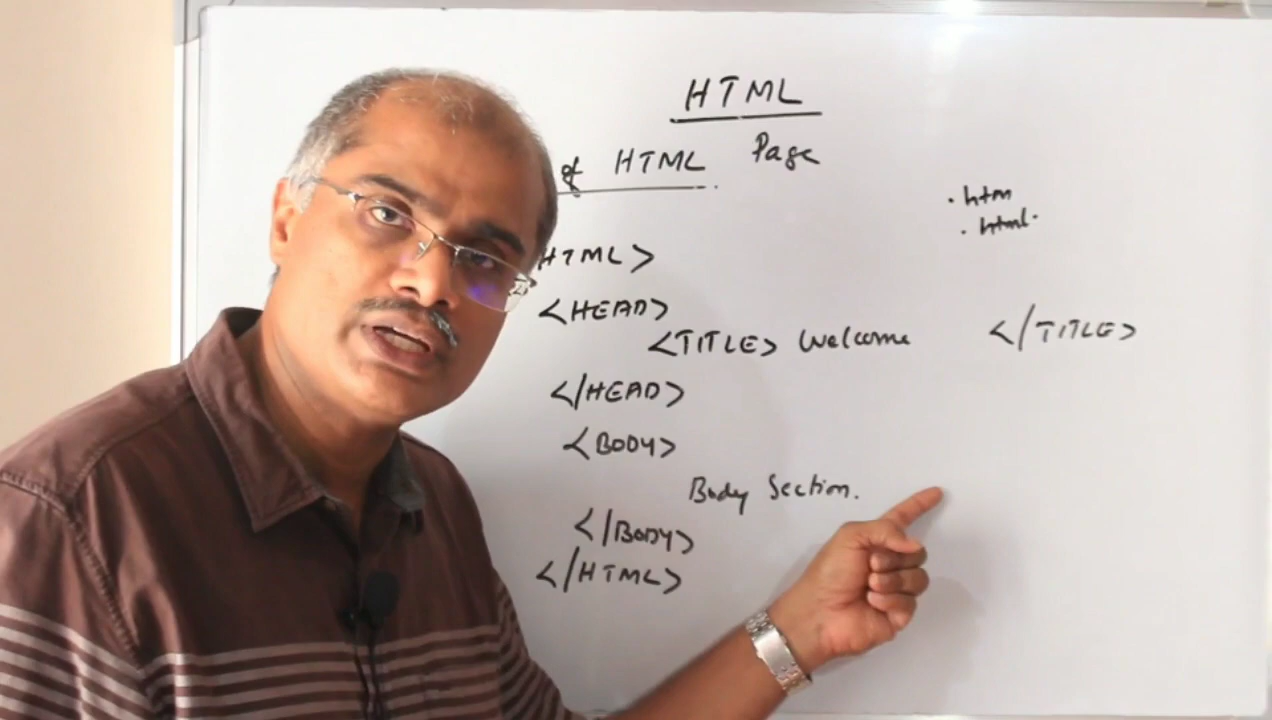 HTML
of HTML Page
.htm
.html.
HTML>
<HEAD>
<TITLE> Welcome </TITLE>
</HEAD>
<BODY>
Body Section.
</BODY>
</HTML>